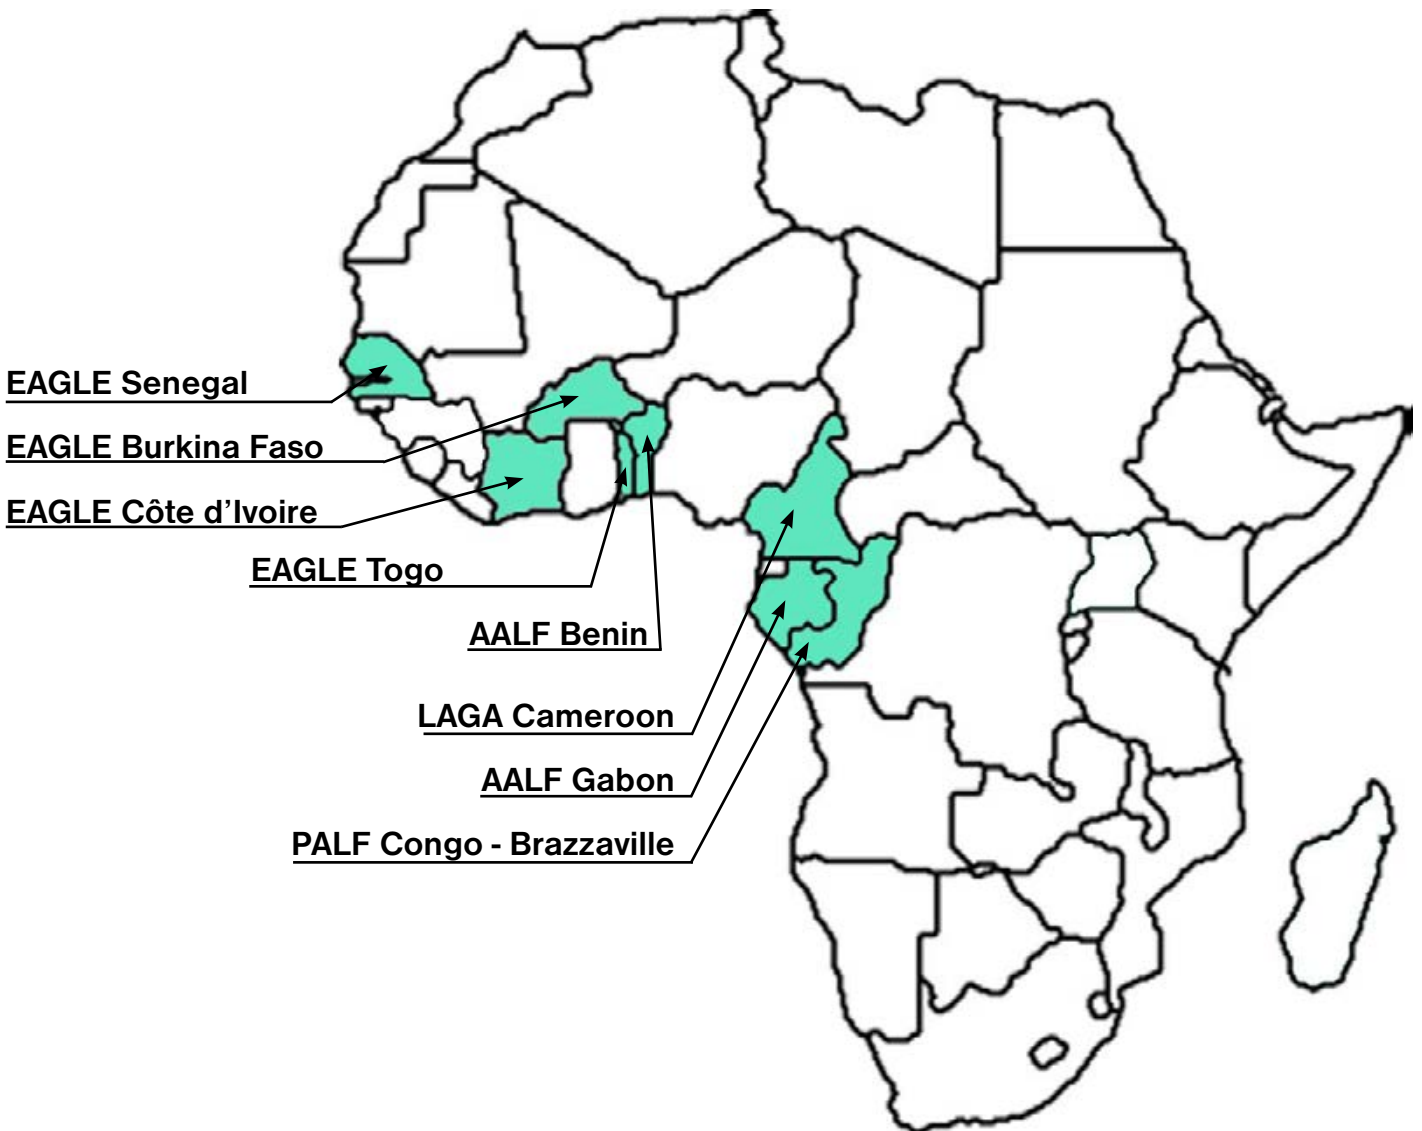 EAGLE Senegal
EAGLE Burkina Faso
EAGLE Côte d’Ivoire
EAGLE Togo
AALF Benin
LAGA Cameroon
AALF Gabon
PALF Congo - Brazzaville